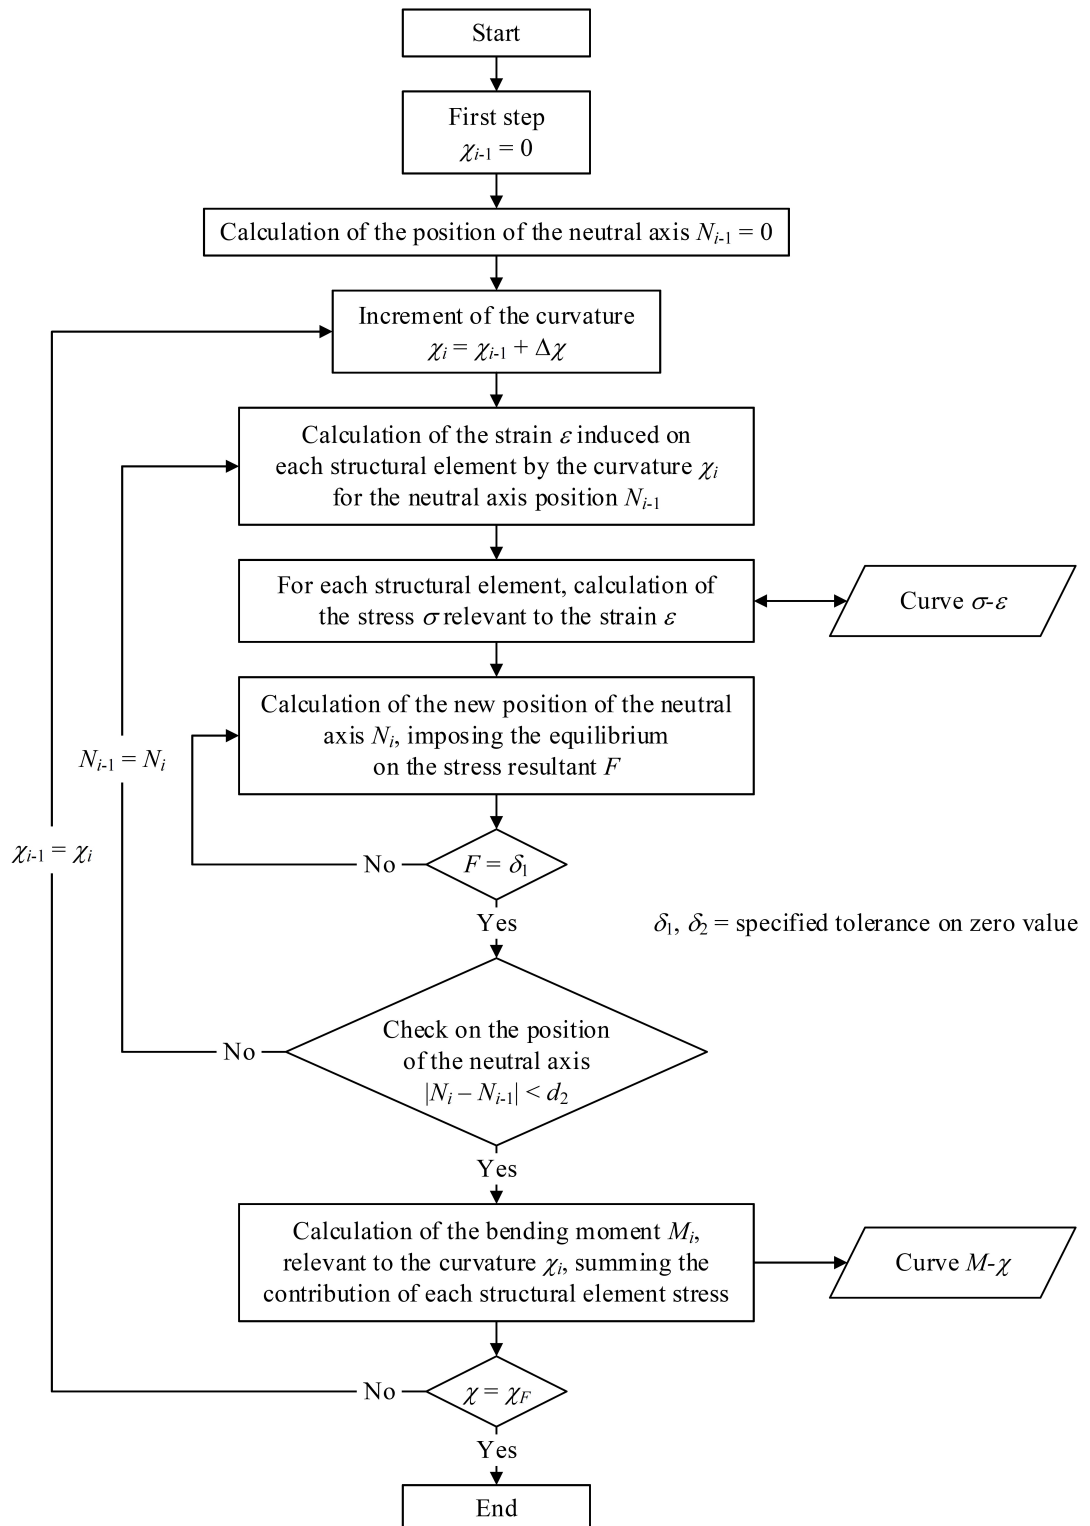 Start
First step
χi-1 = 0
Calculation of the position of the neutral axis Ni-1 = 0
Increment of the curvature
χi = χi-1 + Δχ
Calculation of the strain ε induced on
each structural element by the curvature χi
for the neutral axis position Ni-1
For each structural element, calculation of
the stress σ relevant to the strain ε
Curve σ-ε
Calculation of the new position of the neutral
axis Ni, imposing the equilibrium
on the stress resultant F
Ni-1 = Ni
χi-1 = χi
No
F = δ1
Yes
δ1, δ2 = specified tolerance on zero value
Check on the position
of the neutral axis
|Ni – Ni-1| < d2
No
Yes
Calculation of the bending moment Mi,
relevant to the curvature χi, summing the
contribution of each structural element stress
Curve M-χ
No
χ = χF
Yes
End